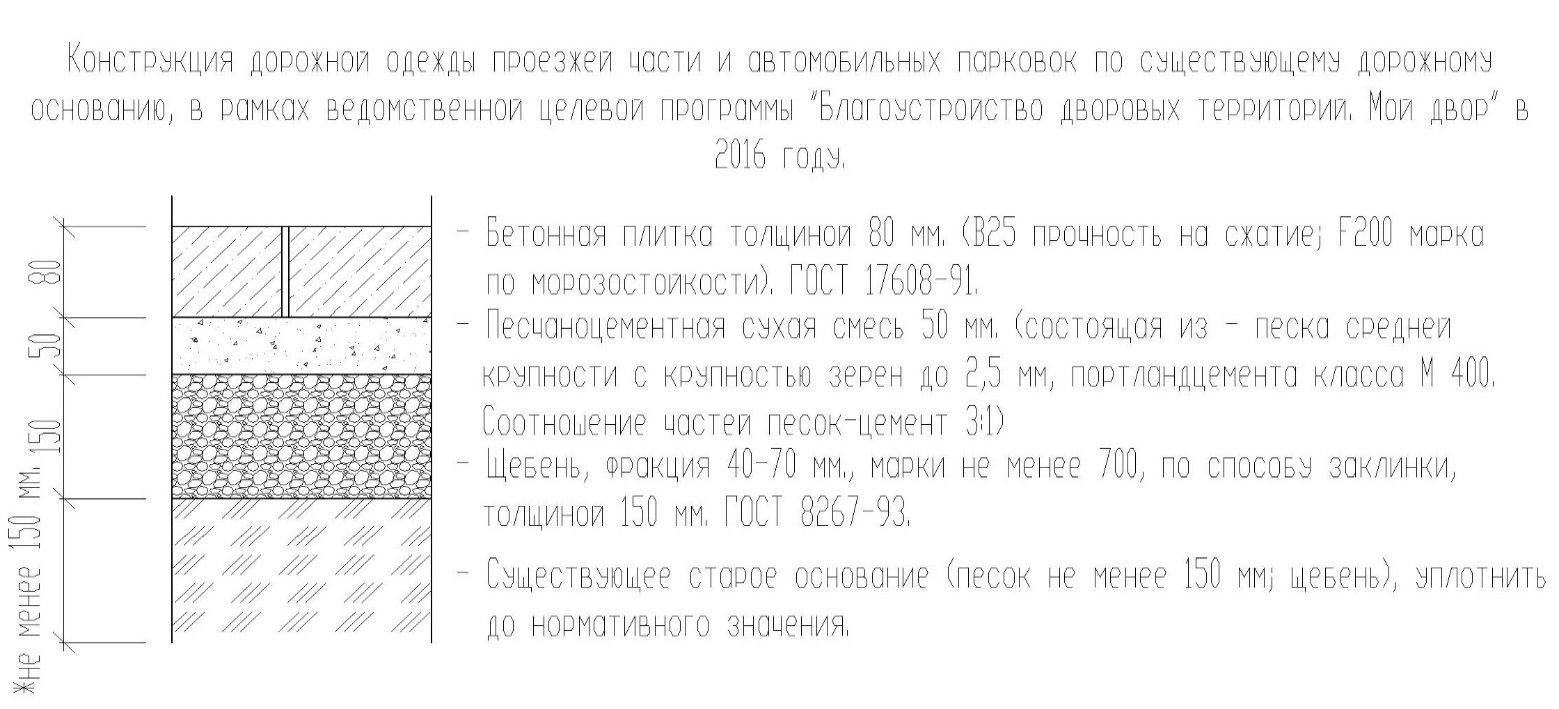 Конструкция дорожной одежды проезжей части и автомобильных парковок по существующему дорожному
основанию, в рамках ведомственной целевой программы "Благоустройство дворовых территорий. Мой двор" в
2016 году.
- Бетонная плитка толщиной 80 мм. (В25 прочность на сжатие; F200 марка
по морозостойкости). ГОСТ 17608-91.
- Песчаноцементная сухая смесь 50 мм. (состоящая из - песка средней
крупности с крупностью зерен до 2,5 мм, портландцемента класса М 400.
Соотношение частей песок-цемент 3:1)
- Щебень, фракция 40-70 мм., марки не менее 700, по способу заклинки,
толщиной 150 мм. ГОСТ 8267-93.
- Существующее старое основание (песок не менее 150 мм; щебень), уплотнить
до нормативного значения.
80
50
150
*не менее 150 мм.